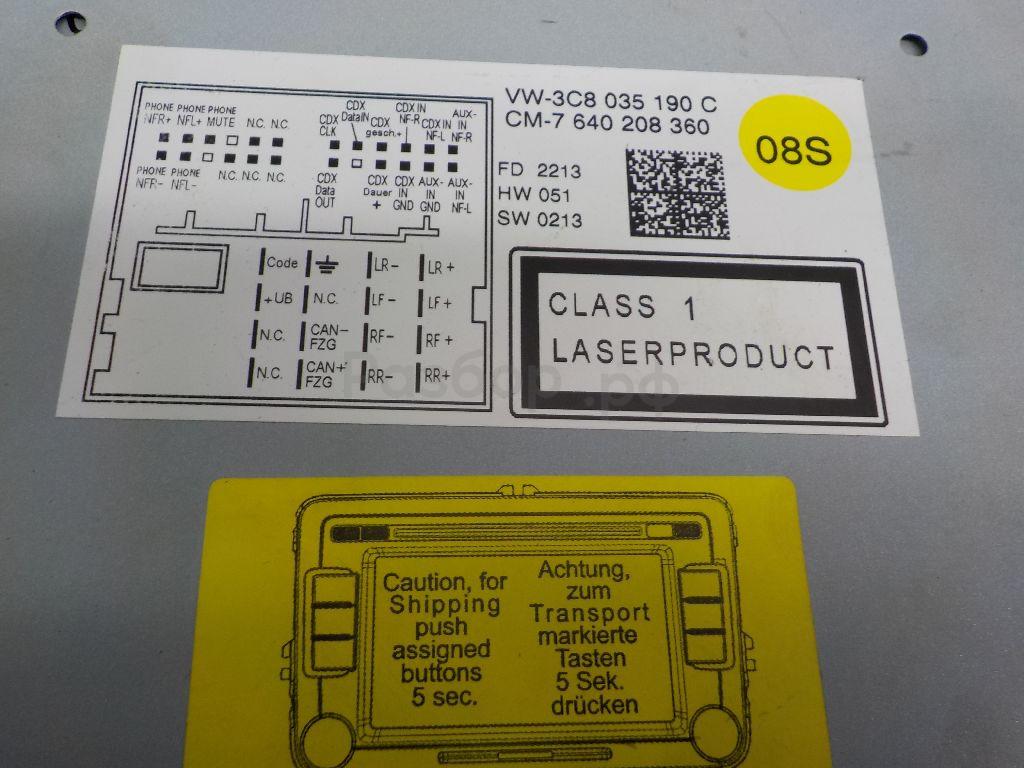 VW-3C8 035 190 C
CM-7 640 208 360
08S
FD 2213
HW 051
SW 0213
CLASS 1
LASERPRODUCT
PHONE PHONE PHONE
NFR+ NFL+ MUTE N.C. N.C.
PHONE PHONE
NFR- NFL- N.C. N.C. N.C.
CDX CLK
CDX DataIN
CDX gesch.+
CDX IN NF-R
CDX IN NF-L
AUX-IN NF-R
CDX Data OUT
CDX Dauer +
CDX IN GND
AUX-IN GND
AUX-IN NF-L
Code LR- LR+
+UB N.C. LF- LF+
N.C. CAN- FZG RF- RF+
N.C. CAN+ FZG RR- RR+
Разбор.рф
Caution, for
Shipping
push
assigned
buttons
5 sec.
Achtung,
zum
Transport
markierte
Tasten
5 Sek.
drücken